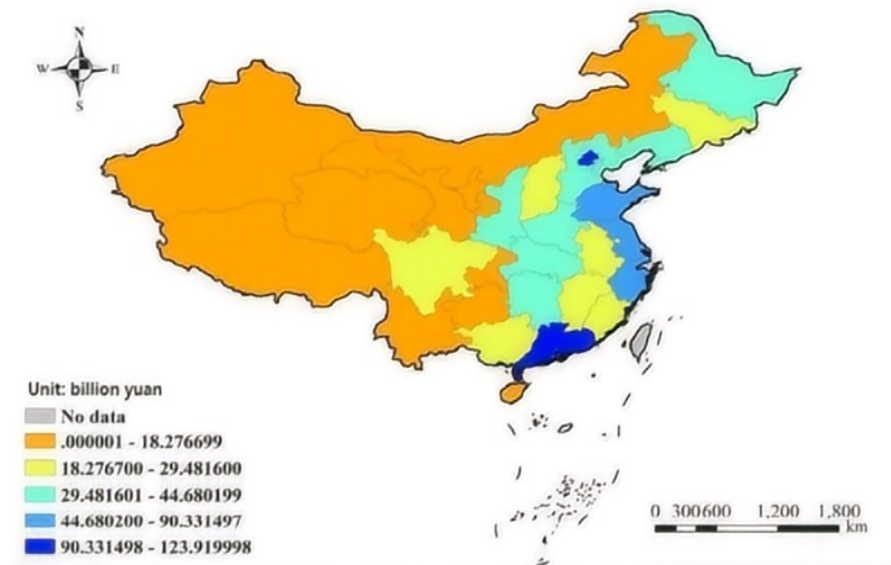 N
W E
S
Unit: billion yuan
No data
.000001 - 18.276699
18.276700 - 29.481600
29.481601 - 44.680199
44.680200 - 90.331497
90.331498 - 123.919998
0 300600 1,200 1,800
km